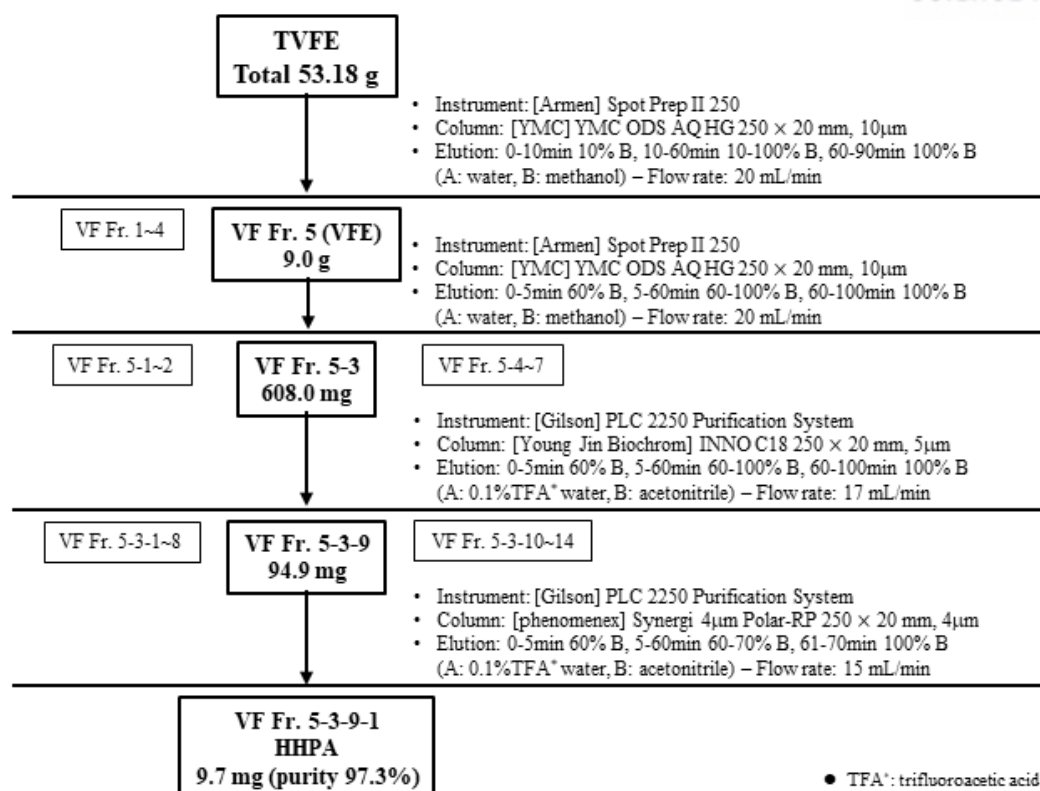 TVFE
Total 53.18 g
• Instrument: [Armen] Spot Prep II 250
• Column: [YMC] YMC ODS AQ HG 250 × 20 mm, 10μm
• Elution: 0-10min 10% B, 10-60min 10-100% B, 60-90min 100% B
(A: water, B: methanol) – Flow rate: 20 mL/min
VF Fr. 1~4
VF Fr. 5 (VFE)
9.0 g
• Instrument: [Armen] Spot Prep II 250
• Column: [YMC] YMC ODS AQ HG 250 × 20 mm, 10μm
• Elution: 0-5min 60% B, 5-60min 60-100% B, 60-100min 100% B
(A: water, B: methanol) – Flow rate: 20 mL/min
VF Fr. 5-1~2
VF Fr. 5-3
608.0 mg
VF Fr. 5-4~7
• Instrument: [Gilson] PLC 2250 Purification System
• Column: [Young Jin Biochrom] INNO C18 250 × 20 mm, 5μm
• Elution: 0-5min 60% B, 5-60min 60-100% B, 60-100min 100% B
(A: 0.1%TFA* water, B: acetonitrile) – Flow rate: 17 mL/min
VF Fr. 5-3-1~8
VF Fr. 5-3-9
94.9 mg
VF Fr. 5-3-10~14
• Instrument: [Gilson] PLC 2250 Purification System
• Column: [phenomenex] Synergi 4μm Polar-RP 250 × 20 mm, 4μm
• Elution: 0-5min 60% B, 5-60min 60-70% B, 61-70min 100% B
(A: 0.1%TFA* water, B: acetonitrile) – Flow rate: 15 mL/min
VF Fr. 5-3-9-1
HHPA
9.7 mg (purity 97.3%)
● TFA*: trifluoroacetic acid